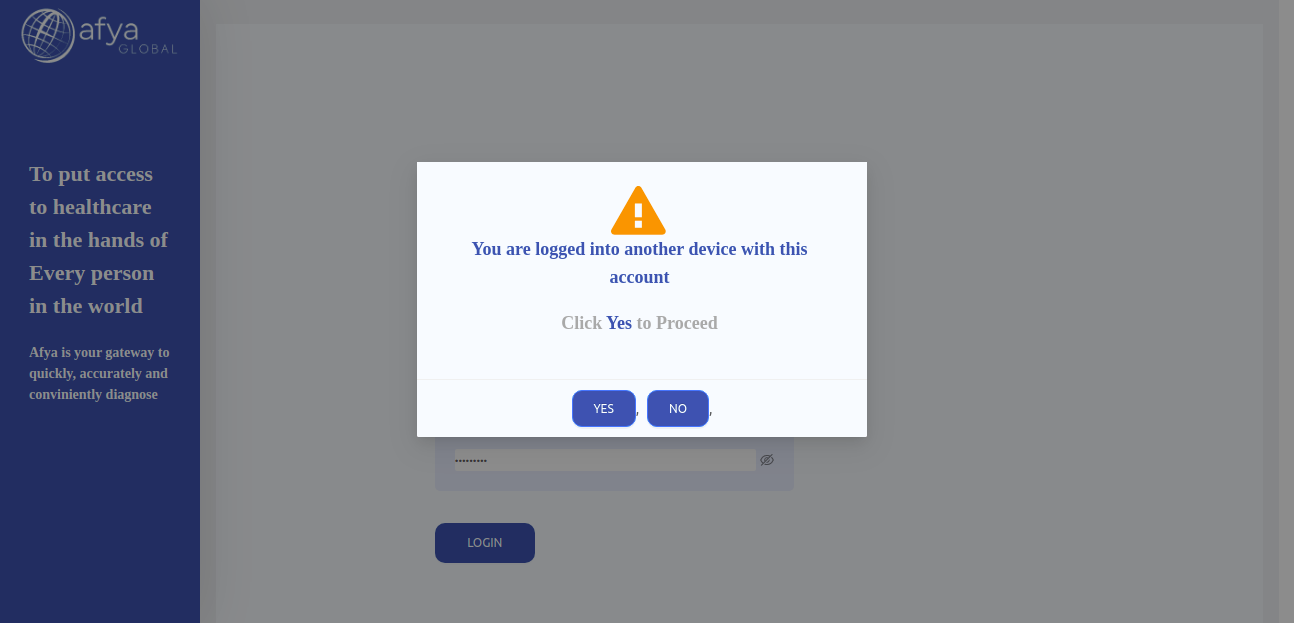 afya
GLOBAL
To put access
to healthcare
in the hands of
Every person
in the world
Afya is your gateway to
quickly, accurately and
conviniently diagnose
You are logged into another device with this
account
Click Yes to Proceed
YES , NO ,
•••••••••
LOGIN